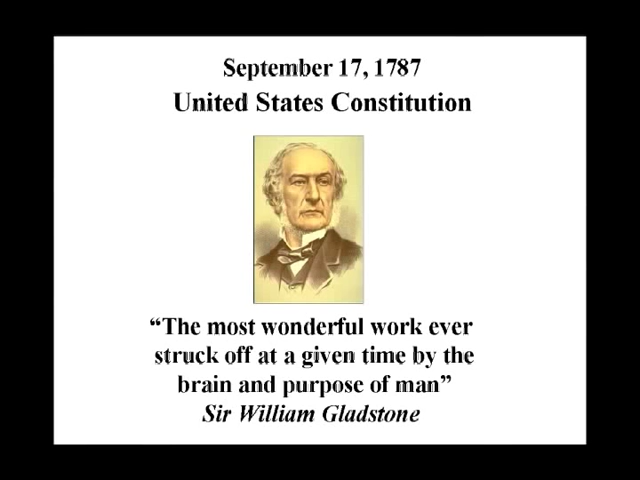 September 17, 1787
United States Constitution
“The most wonderful work ever
struck off at a given time by the
brain and purpose of man”
Sir William Gladstone